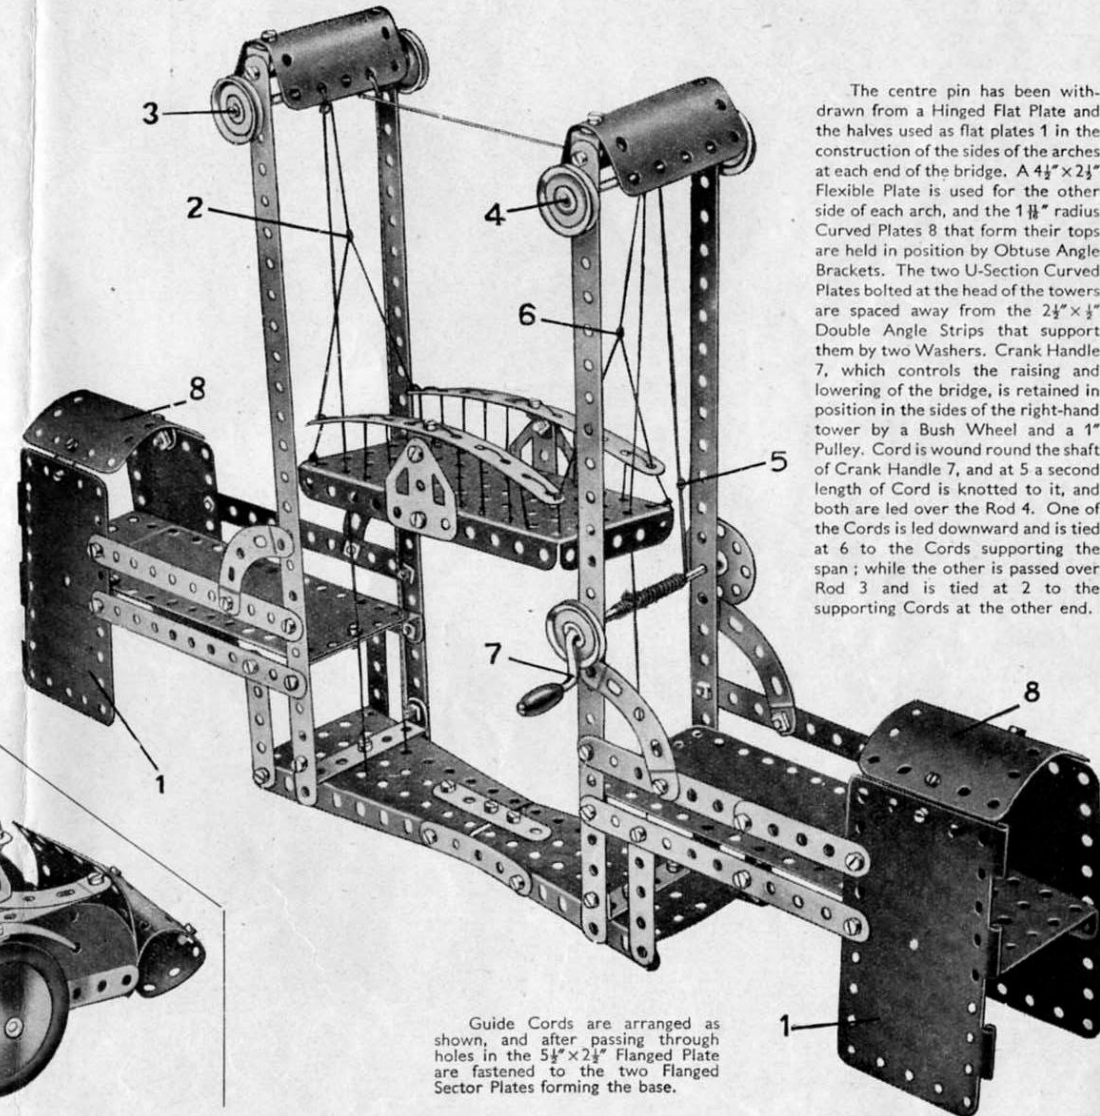 3
4
2
6
8
5
7
8
1
1
The centre pin has been with-
drawn from a Hinged Flat Plate and
the halves used as flat plates 1 in the
construction of the sides of the arches
at each end of the bridge. A 4½″ × 2½″
Flexible Plate is used for the other
side of each arch, and the 1 11/16″ radius
Curved Plates 8 that form their tops
are held in position by Obtuse Angle
Brackets. The two U-Section Curved
Plates bolted at the head of the towers
are spaced away from the 2½″ × ½″
Double Angle Strips that support
them by two Washers. Crank Handle
7, which controls the raising and
lowering of the bridge, is retained in
position in the sides of the right-hand
tower by a Bush Wheel and a 1″
Pulley. Cord is wound round the shaft
of Crank Handle 7, and at 5 a second
length of Cord is knotted to it, and
both are led over the Rod 4. One of
the Cords is led downward and is tied
at 6 to the Cords supporting the
span ; while the other is passed over
Rod 3 and is tied at 2 to the
supporting Cords at the other end.
Guide Cords are arranged as
shown, and after passing through
holes in the 5½″ × 2½″ Flanged Plate
are fastened to the two Flanged
Sector Plates forming the base.